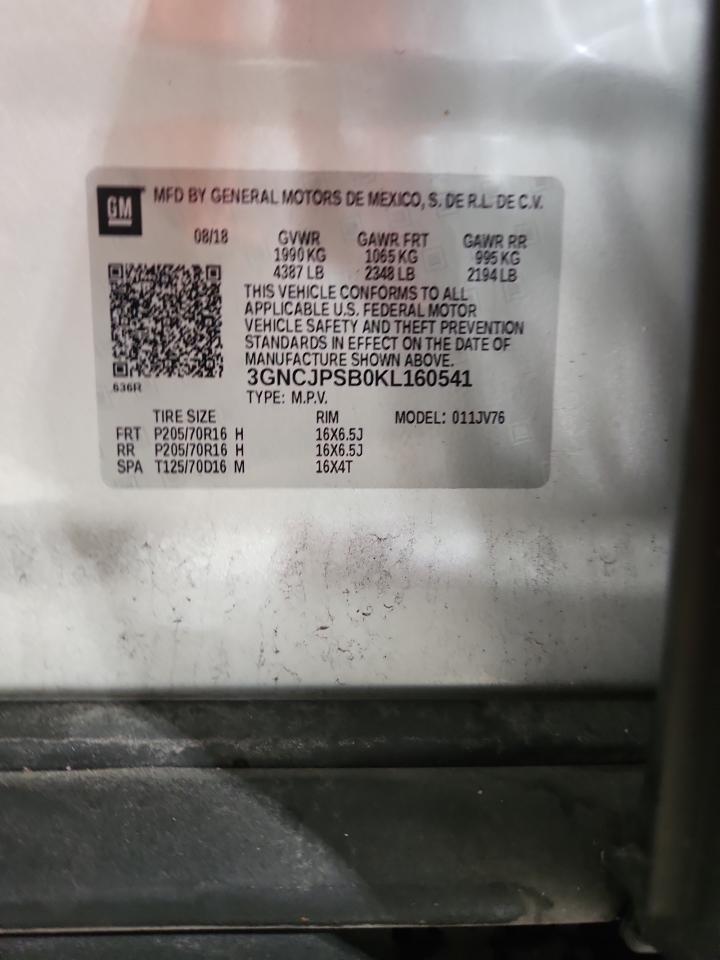 GM
MFD BY GENERAL MOTORS DE MEXICO, S. DE R.L. DE C.V.
08/18 GVWR GAWR FRT GAWR RR
1990 KG 1065 KG 995 KG
4387 LB 2348 LB 2194 LB
THIS VEHICLE CONFORMS TO ALL
APPLICABLE U.S. FEDERAL MOTOR
VEHICLE SAFETY AND THEFT PREVENTION
STANDARDS IN EFFECT ON THE DATE OF
MANUFACTURE SHOWN ABOVE.
636R
3GNCJPSB0KL160541
TYPE: M.P.V.
TIRE SIZE RIM MODEL: 011JV76
FRT P205/70R16 H 16X6.5J
RR P205/70R16 H 16X6.5J
SPA T125/70D16 M 16X4T